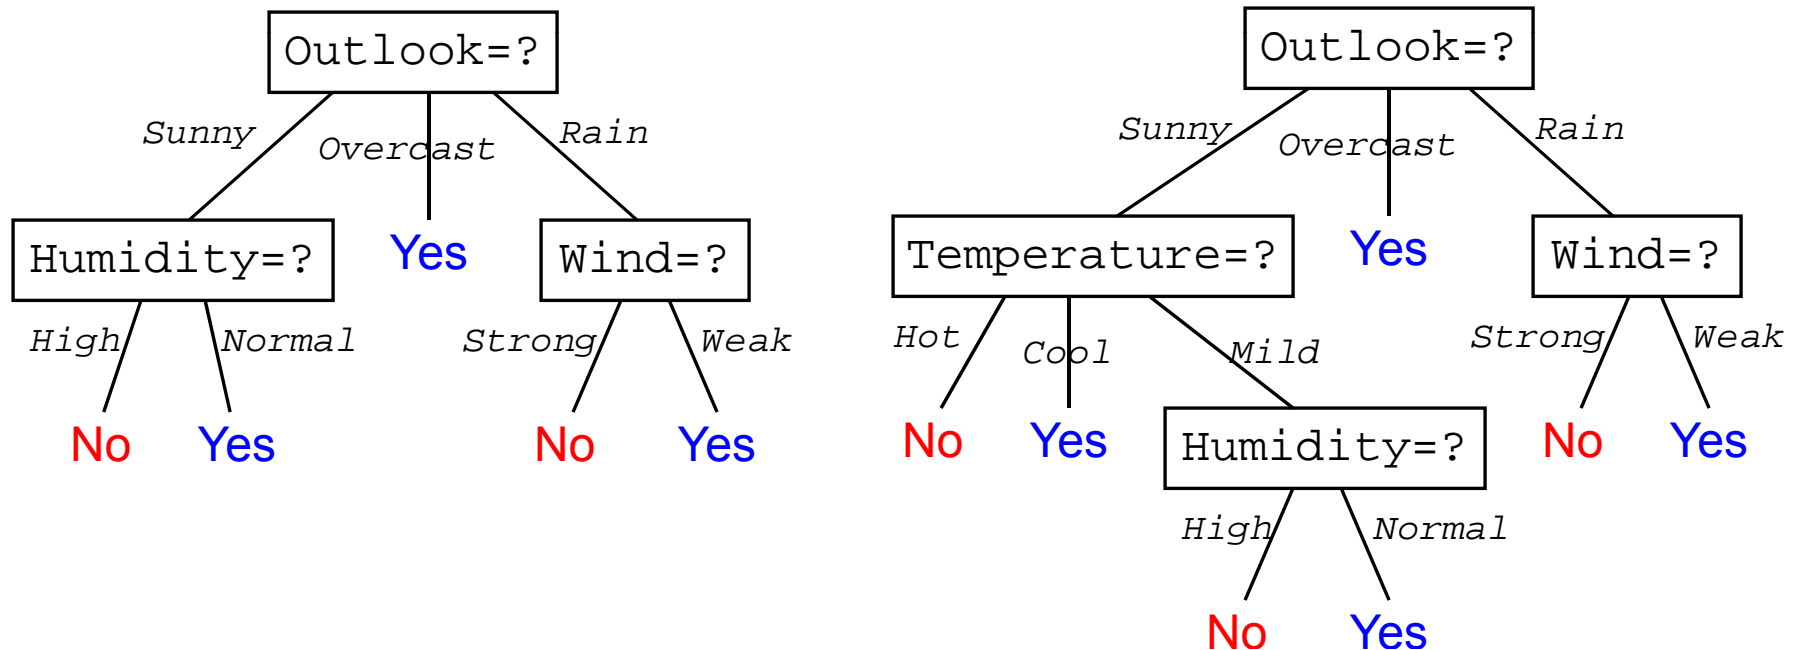 Outlook=?
Sunny
Overcast
Rain
Humidity=?
Yes
Wind=?
High
Normal
Strong
Weak
No
Yes
No
Yes
Outlook=?
Sunny
Overcast
Rain
Temperature=?
Yes
Wind=?
Hot
Cool
Mild
Strong
Weak
No
Yes
Humidity=?
No
Yes
High
Normal
No
Yes